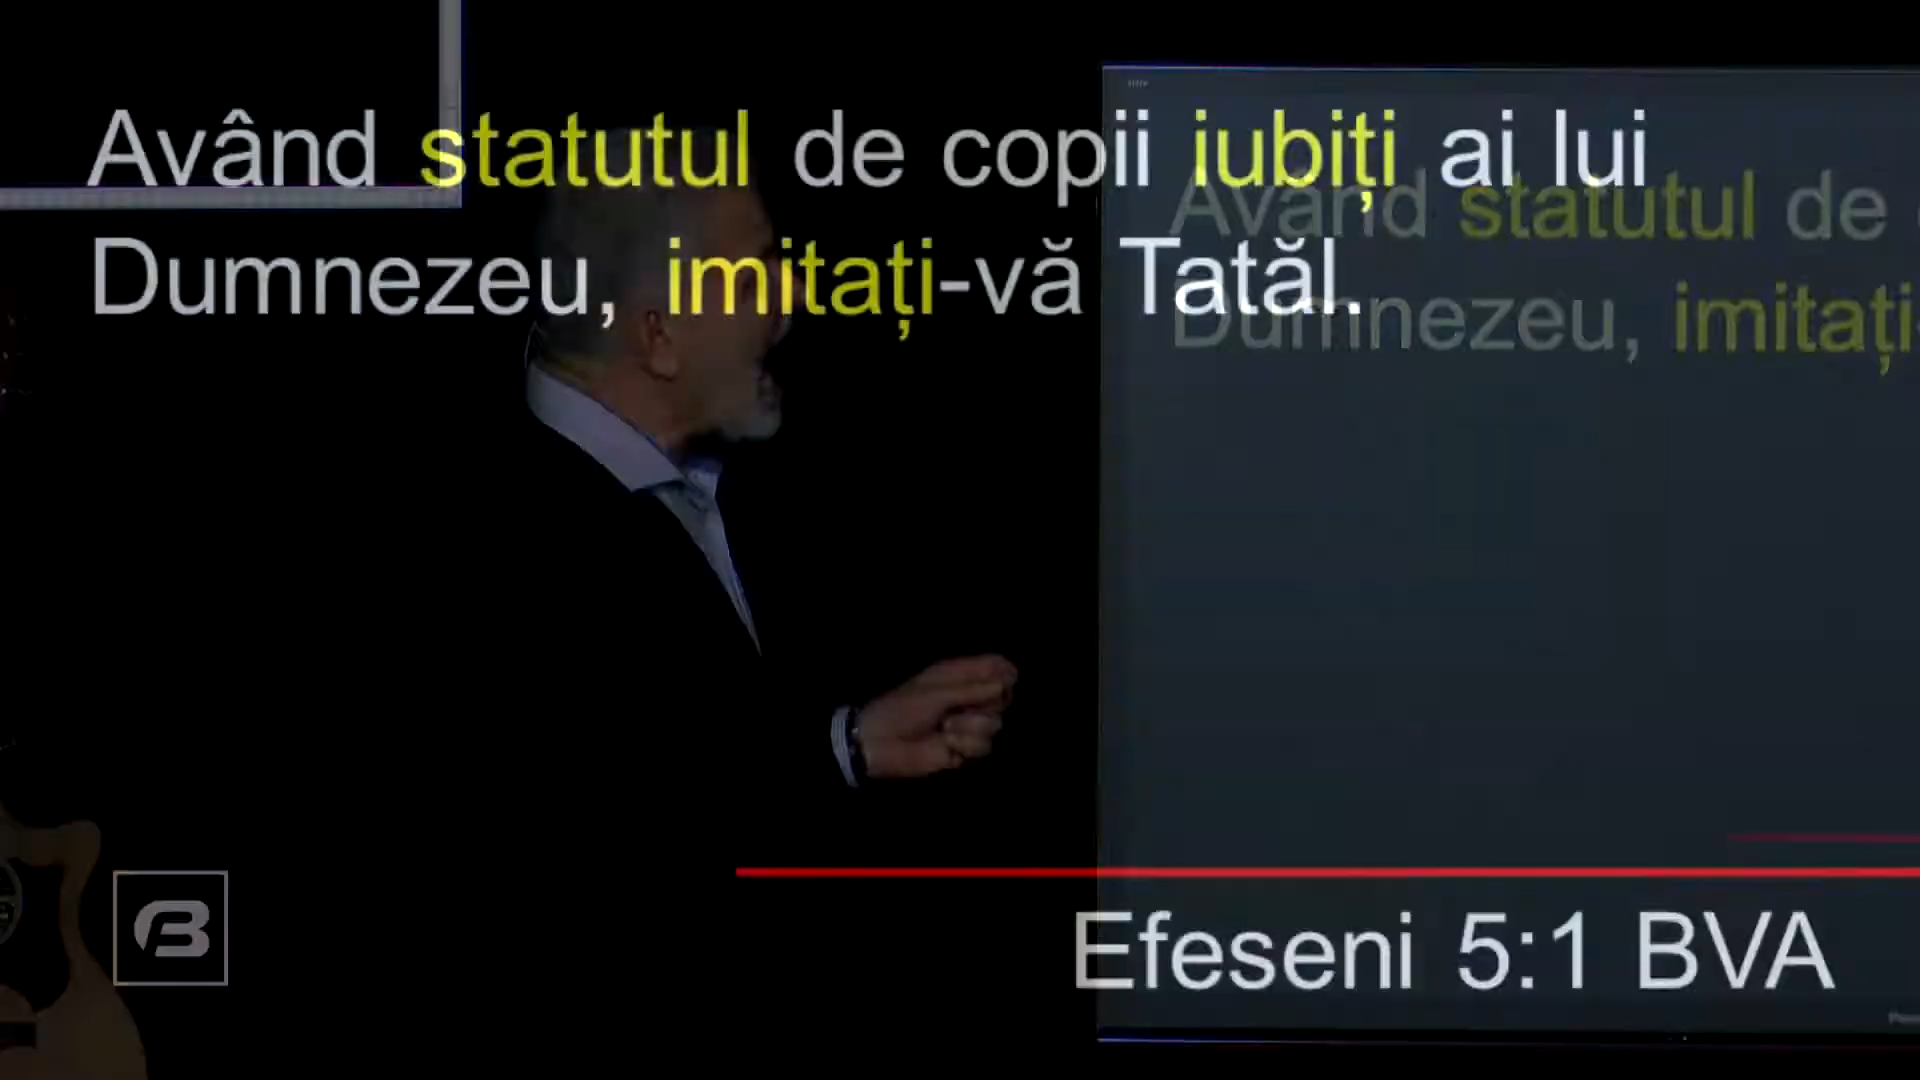 Având statutul de copii iubiți ai lui
Dumnezeu, imitați-vă Tatăl.
Având statutul de
Dumnezeu, imitați-
Efeseni 5:1 BVA
B